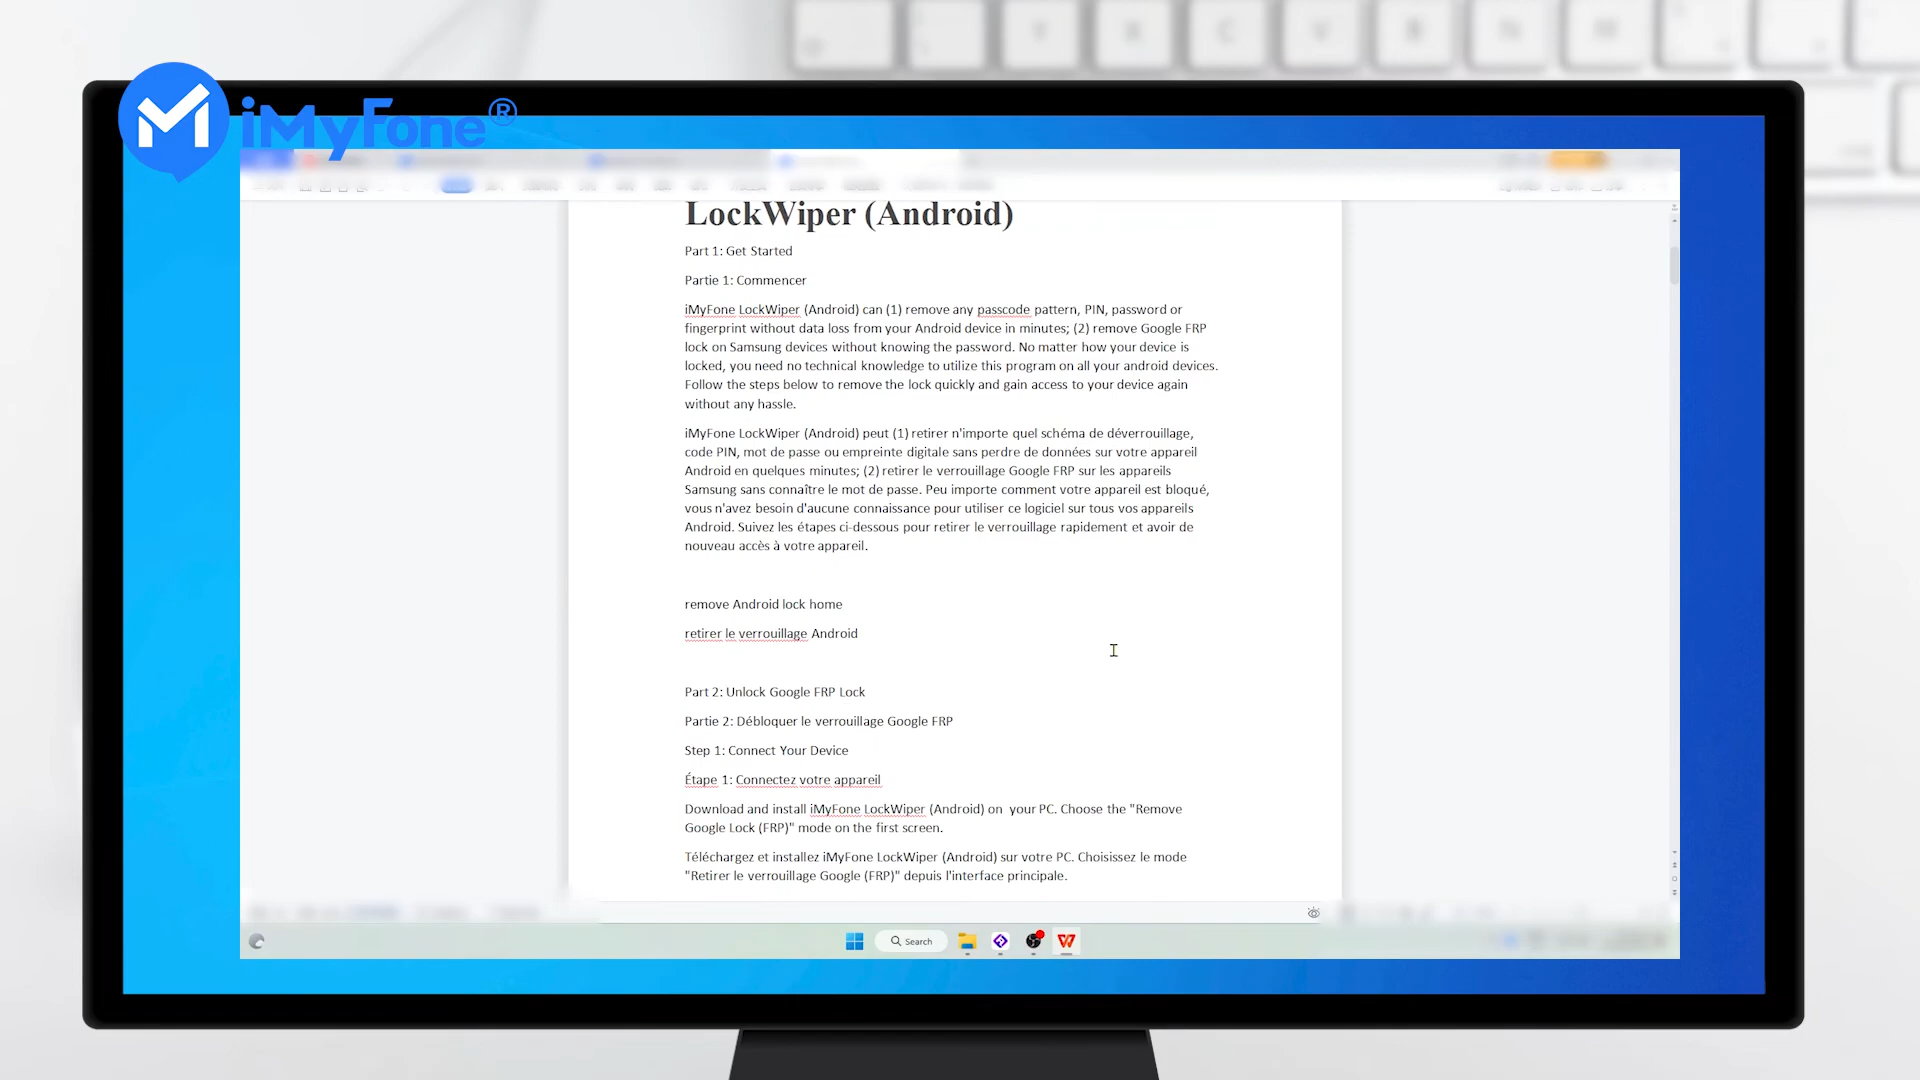 iMyFone®
LockWiper (Android)
Part 1: Get Started
Partie 1: Commencer
iMyFone LockWiper (Android) can (1) remove any passcode pattern, PIN, password or
fingerprint without data loss from your Android device in minutes; (2) remove Google FRP
lock on Samsung devices without knowing the password. No matter how your device is
locked, you need no technical knowledge to utilize this program on all your android devices.
Follow the steps below to remove the lock quickly and gain access to your device again
without any hassle.
iMyFone LockWiper (Android) peut (1) retirer n'importe quel schéma de déverrouillage,
code PIN, mot de passe ou empreinte digitale sans perdre de données sur votre appareil
Android en quelques minutes; (2) retirer le verrouillage Google FRP sur les appareils
Samsung sans connaître le mot de passe. Peu importe comment votre appareil est bloqué,
vous n'avez besoin d'aucune connaissance pour utiliser ce logiciel sur tous vos appareils
Android. Suivez les étapes ci-dessous pour retirer le verrouillage rapidement et avoir de
nouveau accès à votre appareil.
remove Android lock home
retirer le verrouillage Android
Part 2: Unlock Google FRP Lock
Partie 2: Débloquer le verrouillage Google FRP
Step 1: Connect Your Device
Étape 1: Connectez votre appareil
Download and install iMyFone LockWiper (Android) on  your PC. Choose the "Remove
Google Lock (FRP)" mode on the first screen.
Téléchargez et installez iMyFone LockWiper (Android) sur votre PC. Choisissez le mode
"Retirer le verrouillage Google (FRP)" depuis l'interface principale.
Search